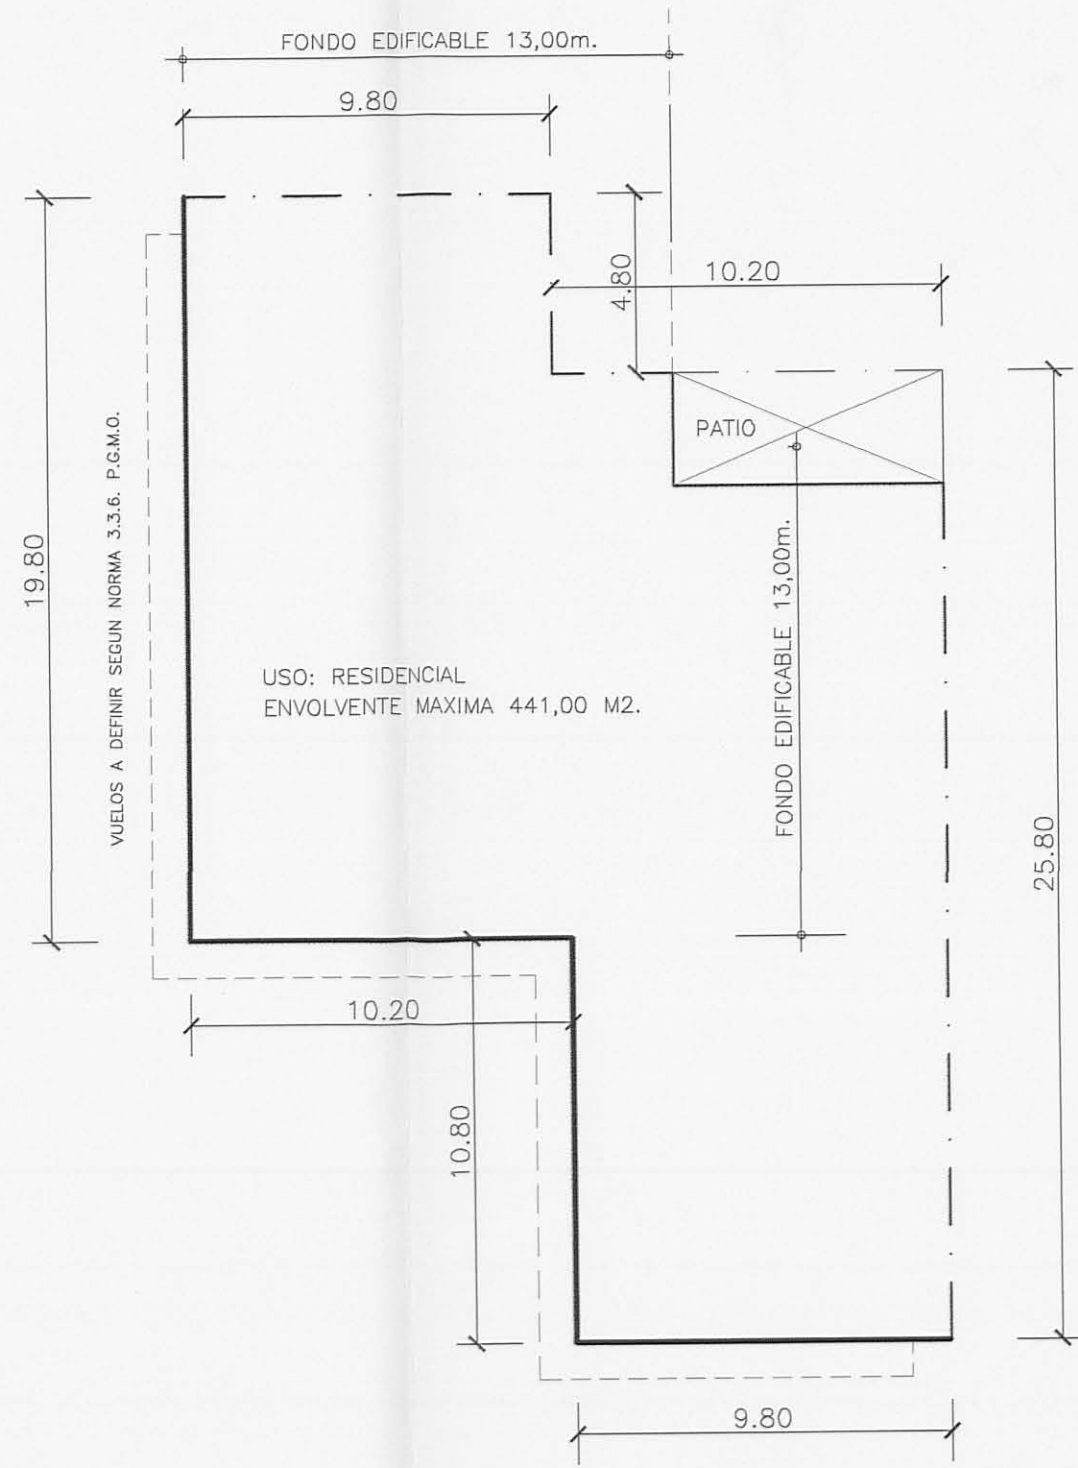 FONDO EDIFICABLE 13,00m.
9.80
4.80
10.20
PATIO
19.80
VUELOS A DEFINIR SEGUN NORMA 3.3.6. P.G.M.O.
USO: RESIDENCIAL
ENVOLVENTE MAXIMA 441,00 M2.
FONDO EDIFICABLE 13,00m.
25.80
10.20
10.80
9.80